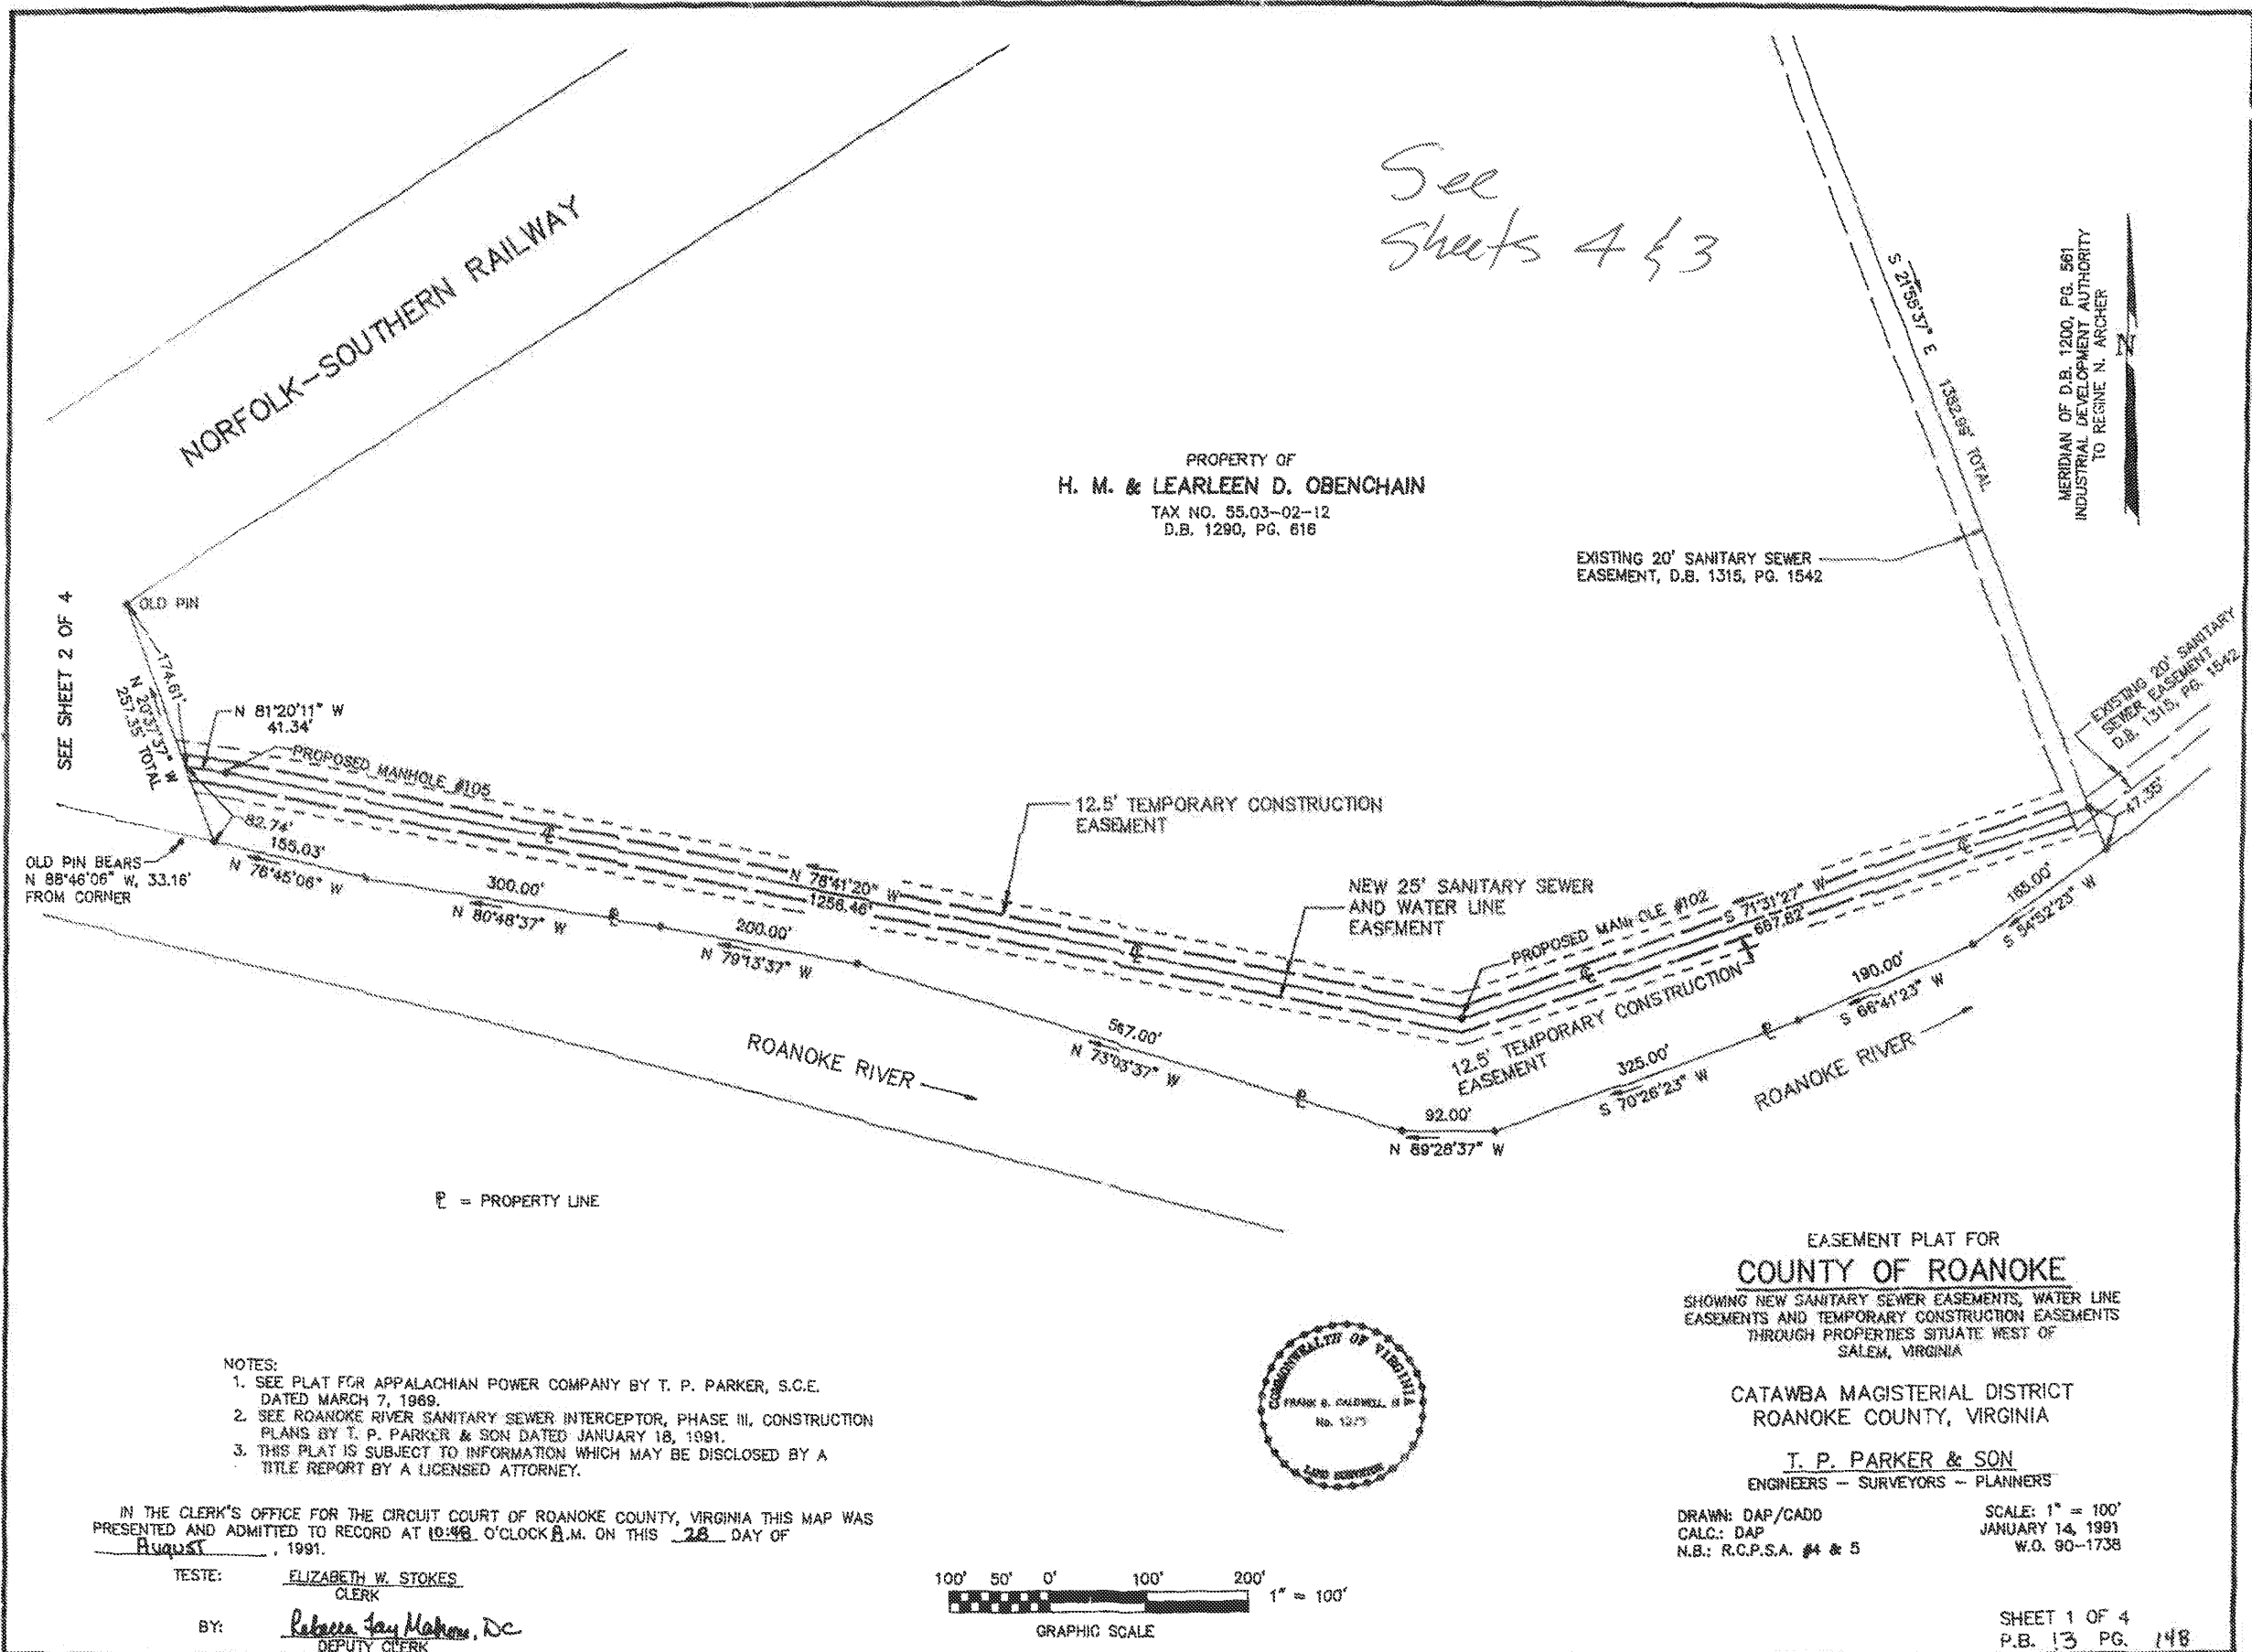 See
Sheets 4 & 3
NORFOLK-SOUTHERN RAILWAY
S 21°58'37" E 1382.99' TOTAL
MERIDIAN OF D.B. 1200, PG. 561
INDUSTRIAL DEVELOPMENT AUTHORITY
TO REGINE N. ARCHER
N
PROPERTY OF
H. M. & LEARLEEN D. OBENCHAIN
TAX NO. 55.03-02-12
D.B. 1290, PG. 616
EXISTING 20' SANITARY SEWER
EASEMENT, D.B. 1315, PG. 1542
SEE SHEET 2 OF 4
OLD PIN
174.61'
N 20°37'37" W
257.35' TOTAL
N 81°20'11" W
41.34'
PROPOSED MANHOLE #105
EXISTING 20' SANITARY
SEWER EASEMENT
D.B. 1315, PG. 1542
47.35'
12.5' TEMPORARY CONSTRUCTION
EASEMENT
82.74'
155.03'
N 76°45'06" W
OLD PIN BEARS
N 88°46'06" W, 33.16'
FROM CORNER
300.00'
N 80°48'37" W
N 78°41'20" W
1256.46'
NEW 25' SANITARY SEWER
AND WATER LINE
EASEMENT
PROPOSED MANHOLE #102
S 71°31'27" W
687.82'
165.00'
S 54°52'23" W
200.00'
N 79°13'37" W
190.00'
S 66°41'23" W
12.5' TEMPORARY CONSTRUCTION
EASEMENT
567.00'
N 73°03'37" W
ROANOKE RIVER
325.00'
S 70°26'23" W
ROANOKE RIVER
92.00'
N 89°28'37" W
℄ = PROPERTY LINE
EASEMENT PLAT FOR
COUNTY OF ROANOKE
SHOWING NEW SANITARY SEWER EASEMENTS, WATER LINE
EASEMENTS AND TEMPORARY CONSTRUCTION EASEMENTS
THROUGH PROPERTIES SITUATE WEST OF
SALEM, VIRGINIA
CATAWBA MAGISTERIAL DISTRICT
ROANOKE COUNTY, VIRGINIA
T. P. PARKER & SON
ENGINEERS - SURVEYORS - PLANNERS
DRAWN: DAP/CADD
CALC.: DAP
N.B.: R.C.P.S.A. #4 & 5
SCALE: 1" = 100'
JANUARY 14, 1991
W.O. 90-1738
SHEET 1 OF 4
P.B. 13 PG. 148
NOTES:
1. SEE PLAT FOR APPALACHIAN POWER COMPANY BY T. P. PARKER, S.C.E.
DATED MARCH 7, 1969.
2. SEE ROANOKE RIVER SANITARY SEWER INTERCEPTOR, PHASE III, CONSTRUCTION
PLANS BY T. P. PARKER & SON DATED JANUARY 18, 1991.
3. THIS PLAT IS SUBJECT TO INFORMATION WHICH MAY BE DISCLOSED BY A
TITLE REPORT BY A LICENSED ATTORNEY.
COMMONWEALTH OF VIRGINIA
FRANK B. CALDWELL, III
LAND SURVEYOR
IN THE CLERK'S OFFICE FOR THE CIRCUIT COURT OF ROANOKE COUNTY, VIRGINIA THIS MAP WAS
PRESENTED AND ADMITTED TO RECORD AT 10:48 O'CLOCK A.M. ON THIS 28 DAY OF
August, 1991.
TESTE: ELIZABETH W. STOKES
CLERK
BY: Rebecca Fay Mahone, DC
DEPUTY CLERK
100' 50' 0' 100' 200'
1" = 100'
GRAPHIC SCALE